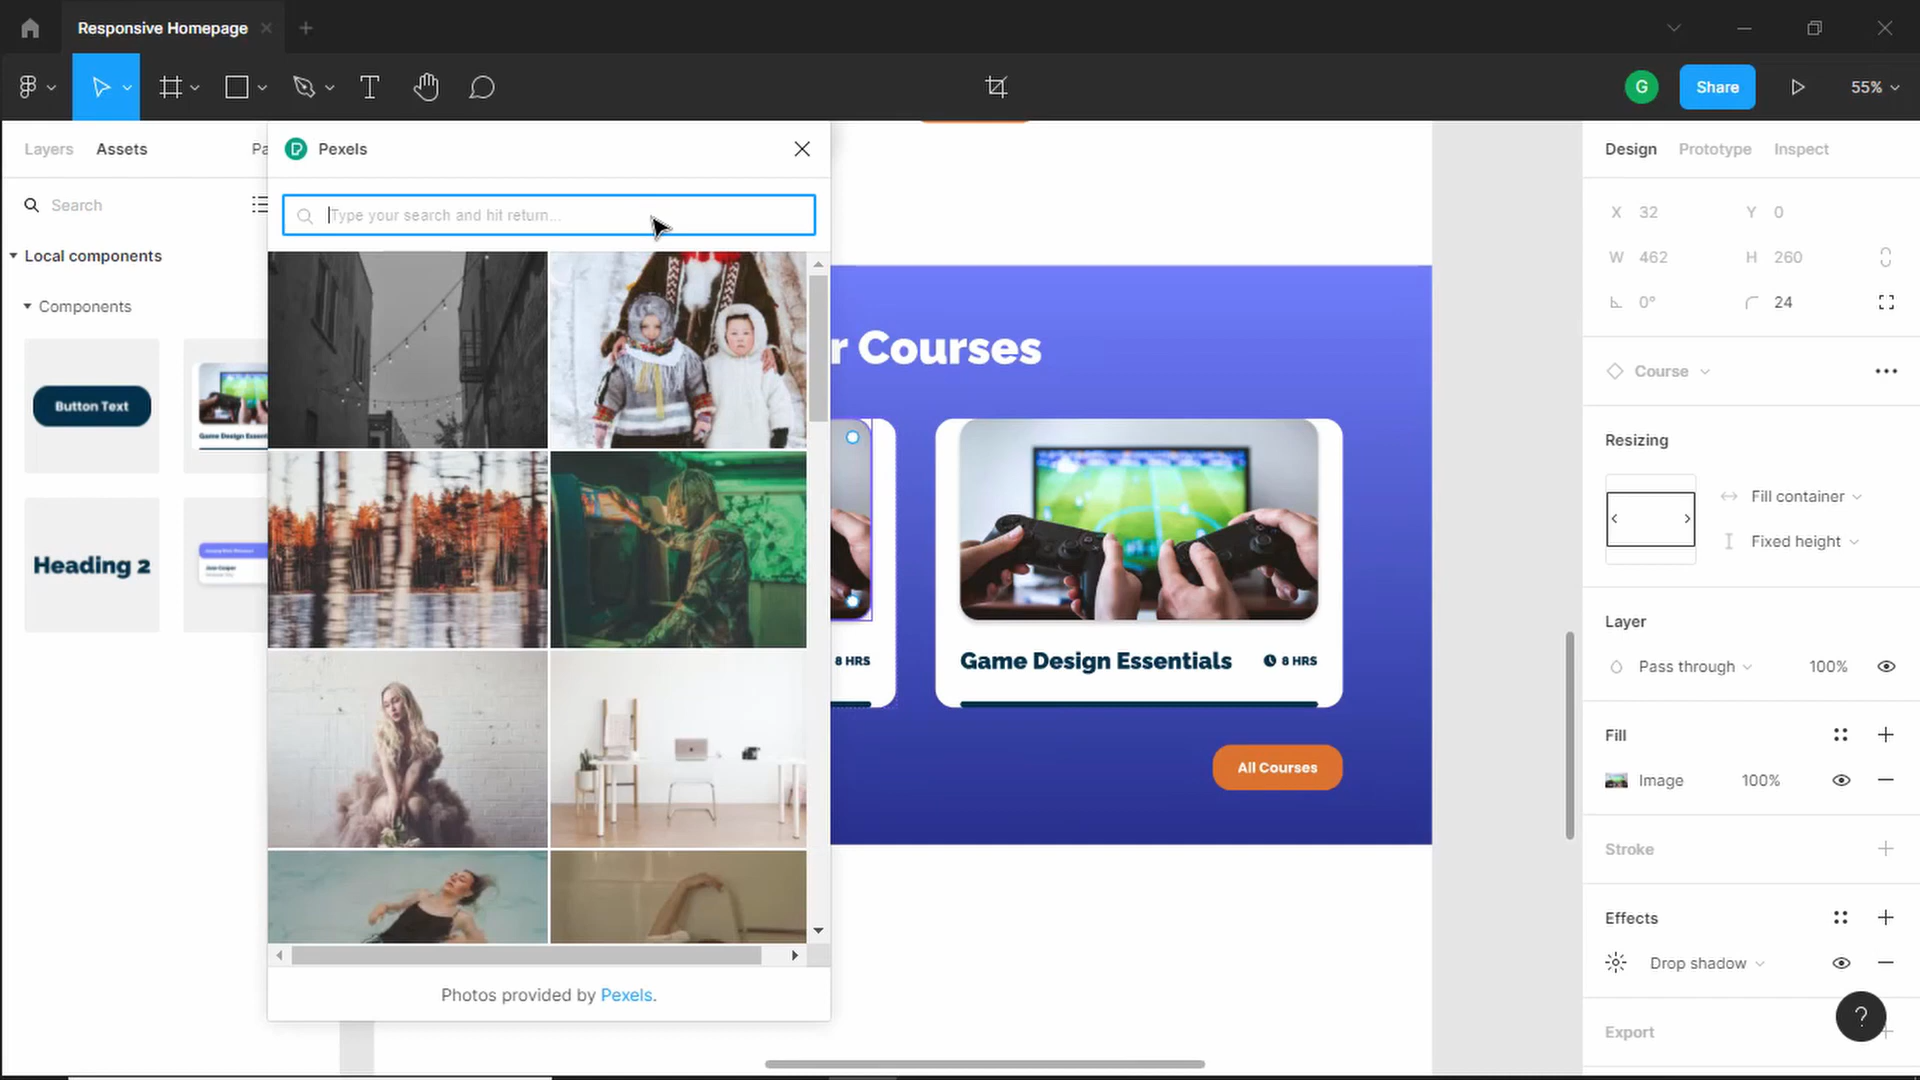 Responsive Homepage
G
Share
55%
Layers
Assets
Pa
Pexels
Design
Prototype
Inspect
Search
Type your search and hit return...
X 32
Y 0
Local components
W 462
H 260
Components
0°
24
r Courses
Course
Button Text
Resizing
Fill container
Fixed height
Heading 2
Layer
8 HRS
Game Design Essentials
8 HRS
Pass through
100%
Fill
All Courses
Image
100%
Stroke
Effects
Drop shadow
Photos provided by Pexels.
?
Export